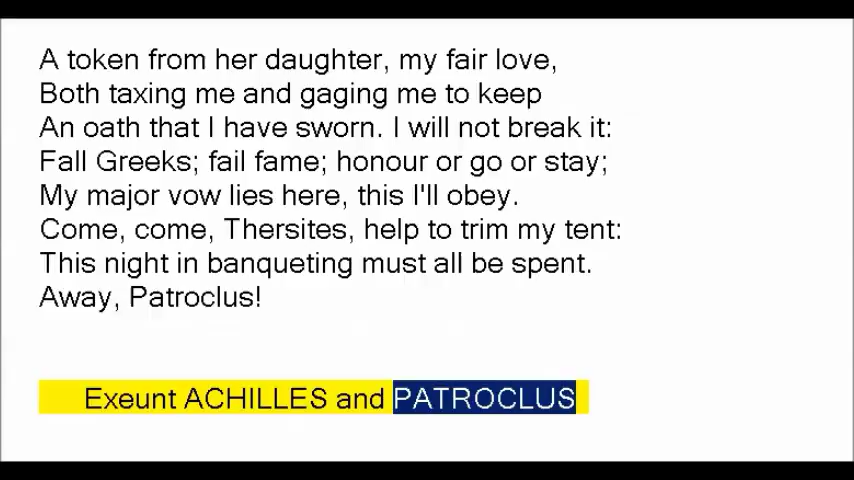 A token from her daughter, my fair love,
Both taxing me and gaging me to keep
An oath that I have sworn. I will not break it:
Fall Greeks; fail fame; honour or go or stay;
My major vow lies here, this I'll obey.
Come, come, Thersites, help to trim my tent:
This night in banqueting must all be spent.
Away, Patroclus!
Exeunt ACHILLES and PATROCLUS